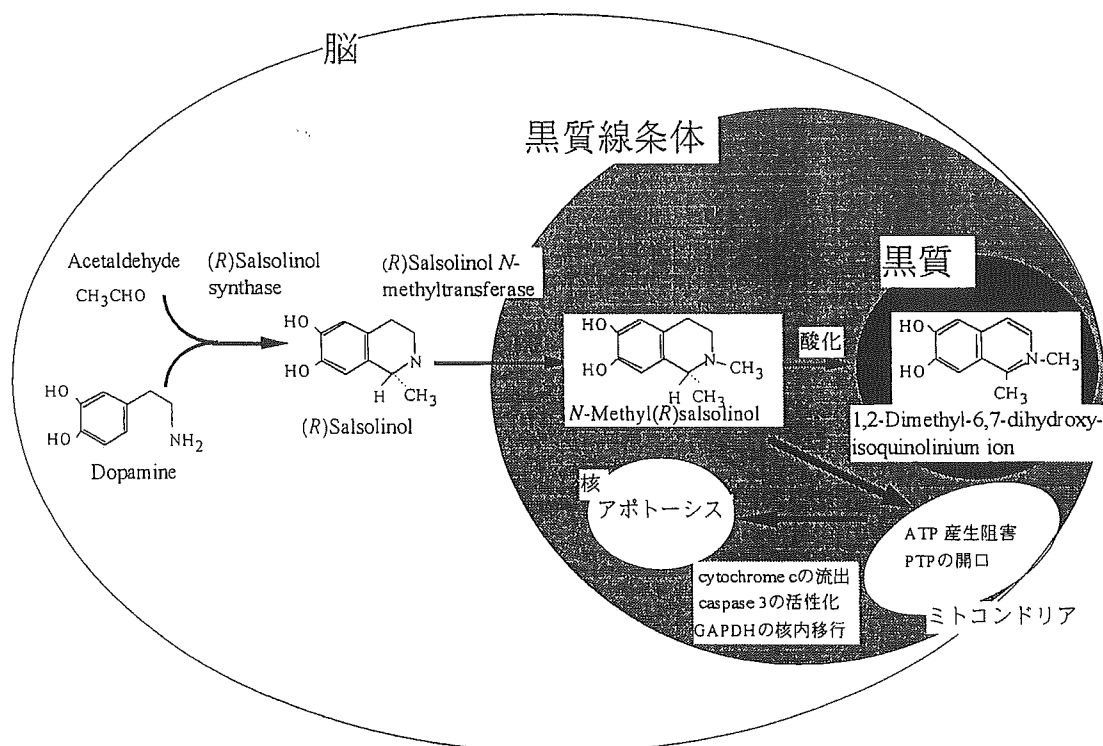 脳
黒質線条体
黒質
Acetaldehyde
CH3CHO
(R)Salsolinol
synthase
(R)Salsolinol N-
methyltransferase
HO
HO
N
H
CH3
(R)Salsolinol
HO
HO
NH2
Dopamine
HO
HO
N-CH3
H
CH3
N-Methyl(R)salsolinol
酸化
HO
HO
N-CH3
CH3
1,2-Dimethyl-6,7-dihydroxy-
isoquinolinium ion
核
アポトーシス
ATP 産生阻害
PTPの開口
ミトコンドリア
cytochrome cの流出
caspase 3の活性化
GAPDHの核内移行